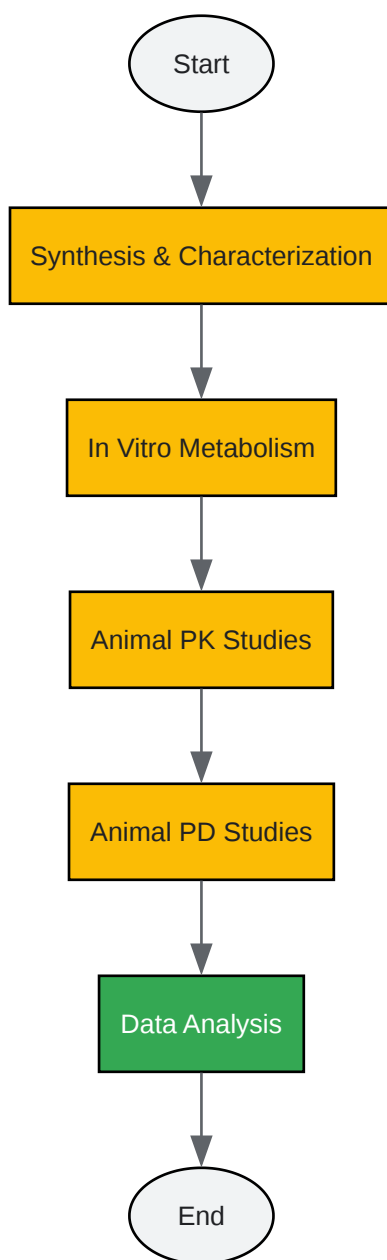 Start
Synthesis & Characterization
In Vitro Metabolism
Animal PK Studies
Animal PD Studies
Data Analysis
End